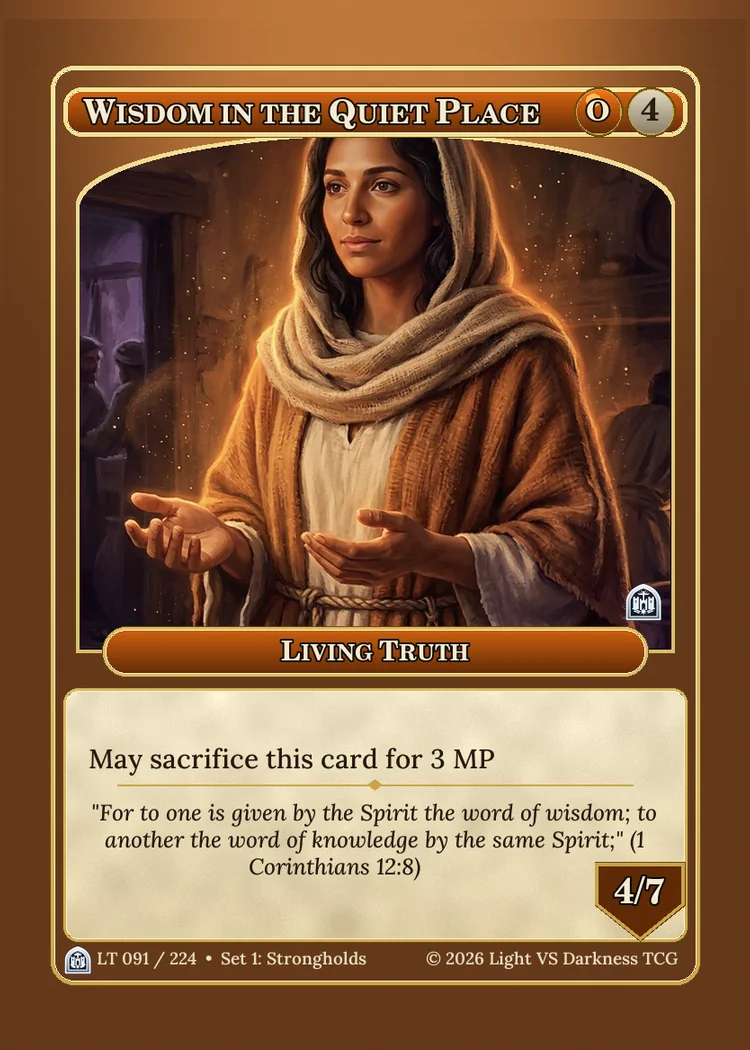 WISDOM IN THE QUIET PLACE O 4
LIVING TRUTH
May sacrifice this card for 3 MP
"For to one is given by the Spirit the word of wisdom; to
another the word of knowledge by the same Spirit;" (1
Corinthians 12:8)
4/7
LT 091 / 224 • Set 1: Strongholds © 2026 Light VS Darkness TCG